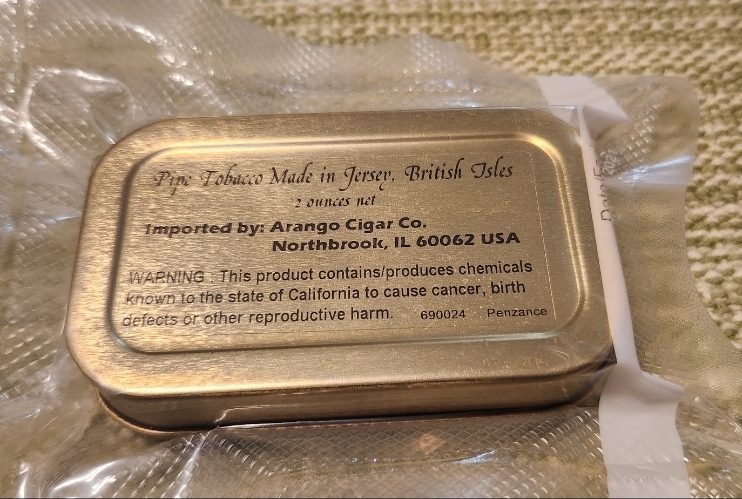 Pipe Tobacco Made in Jersey, British Isles
2 ounces net
Imported by: Arango Cigar Co.
Northbrook, IL 60062 USA
WARNING : This product contains/produces chemicals
known to the state of California to cause cancer, birth
defects or other reproductive harm. 690024 Penzance